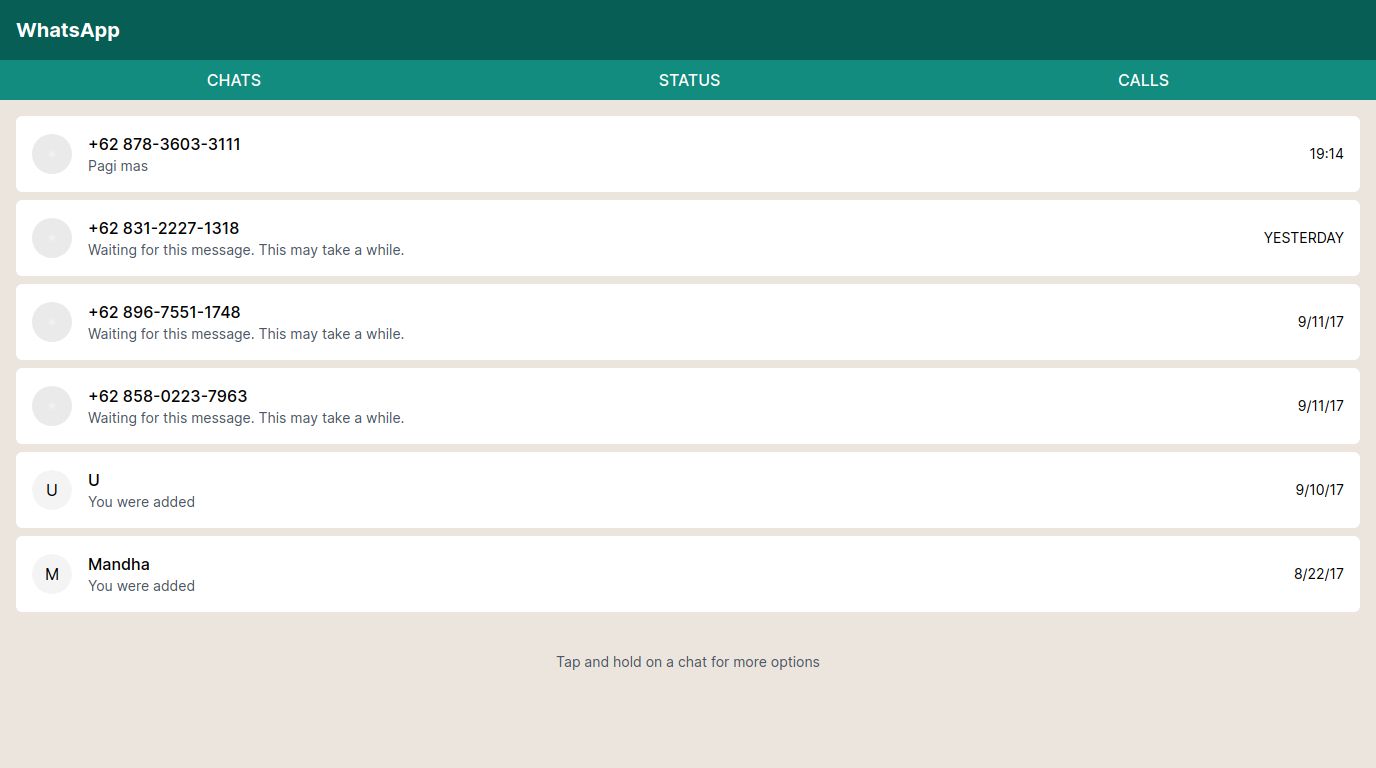 WhatsApp
CHATS STATUS CALLS
+62 878-3603-3111
Pagi mas
19:14
+62 831-2227-1318
Waiting for this message. This may take a while.
YESTERDAY
+62 896-7551-1748
Waiting for this message. This may take a while.
9/11/17
+62 858-0223-7963
Waiting for this message. This may take a while.
9/11/17
U
U
You were added
9/10/17
M
Mandha
You were added
8/22/17
Tap and hold on a chat for more options